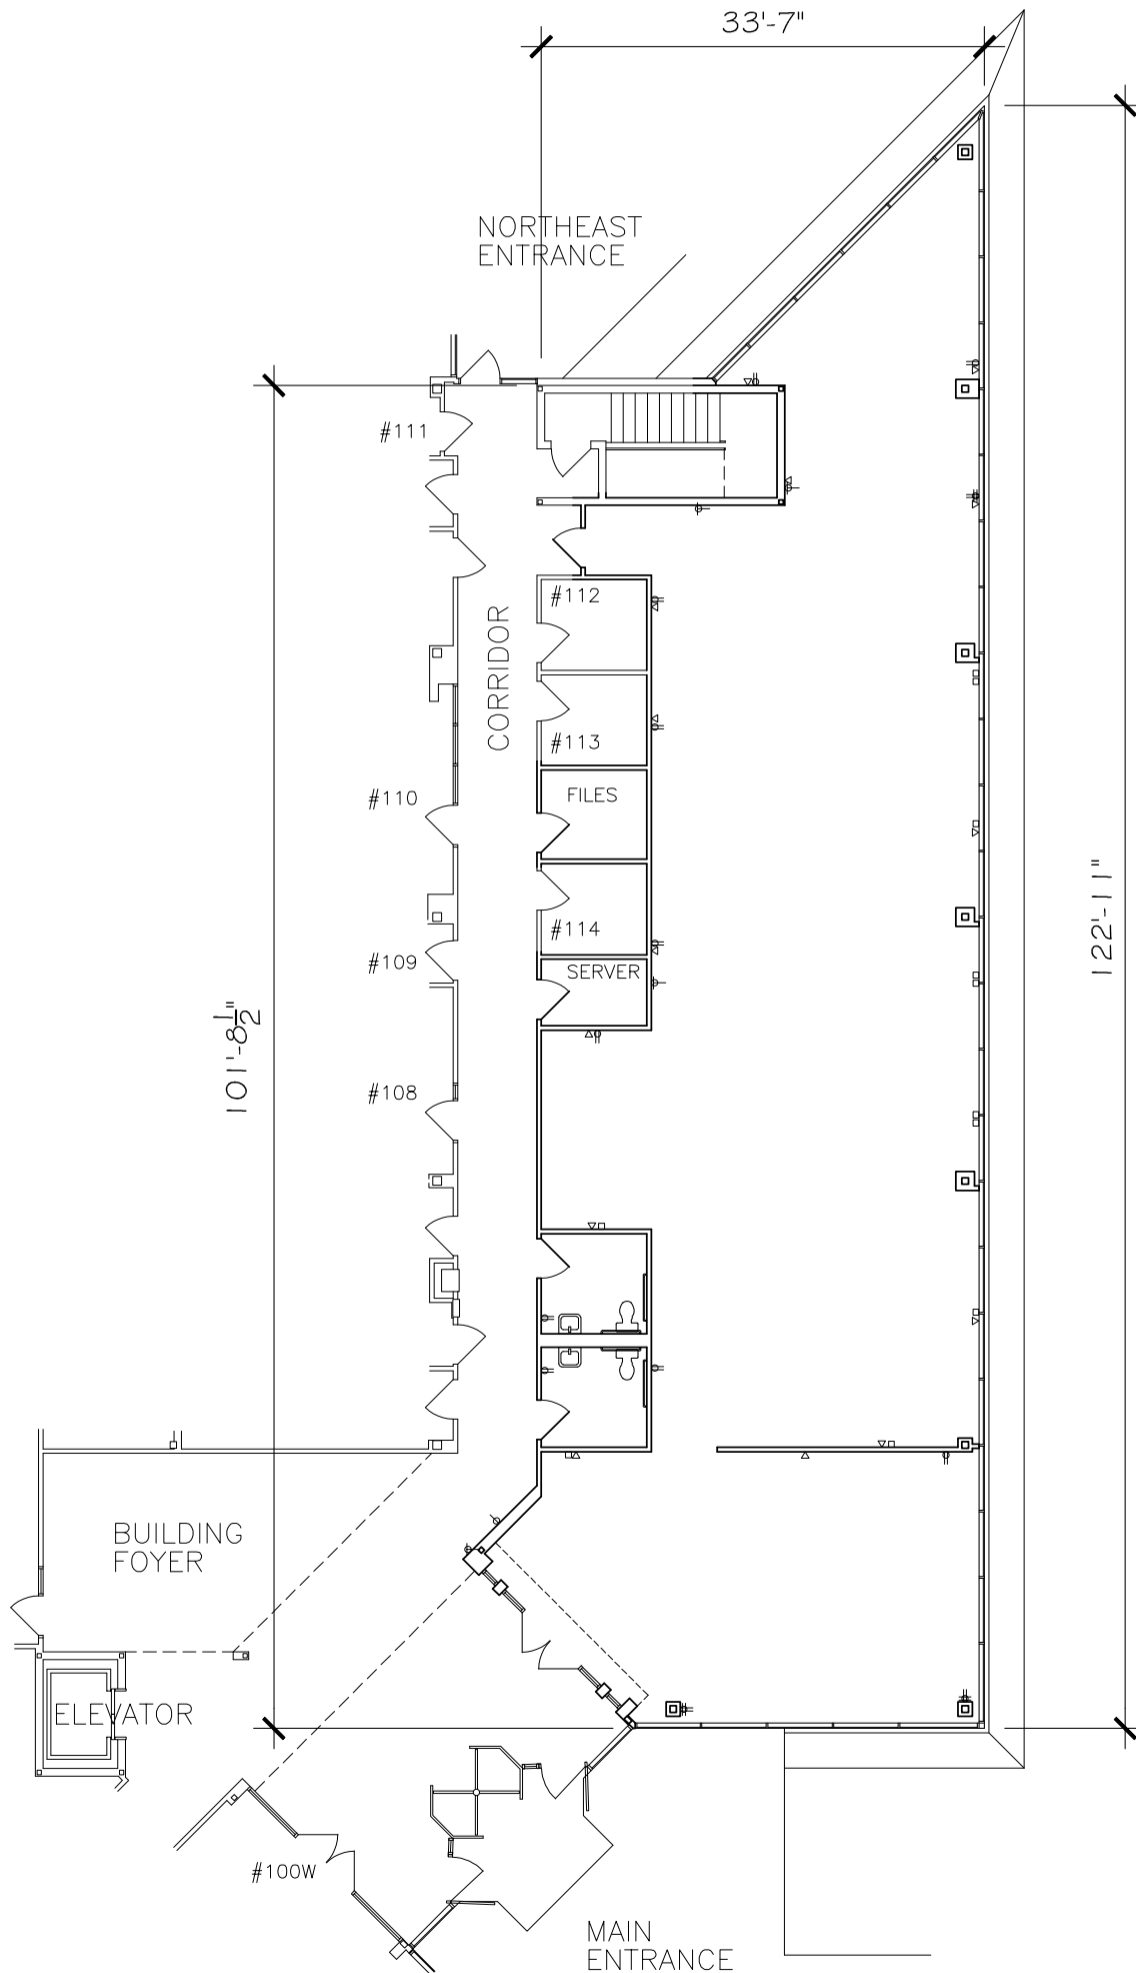 33'-7"
NORTHEAST
ENTRANCE
#111
#112
CORRIDOR
#113
#110
FILES
122'-11"
#114
#109
SERVER
101'-8 1/2"
#108
BUILDING
FOYER
ELEVATOR
#100W
MAIN
ENTRANCE